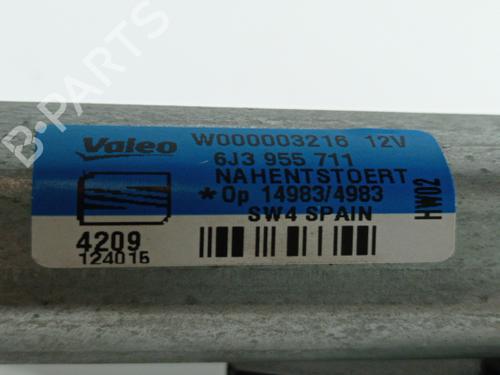 Valeo W000003216 12V
6J3 955 711
NAHENTSTOERT
*Op 14983/4983
SW4 SPAIN
HW02
4209
124016
B-PARTS